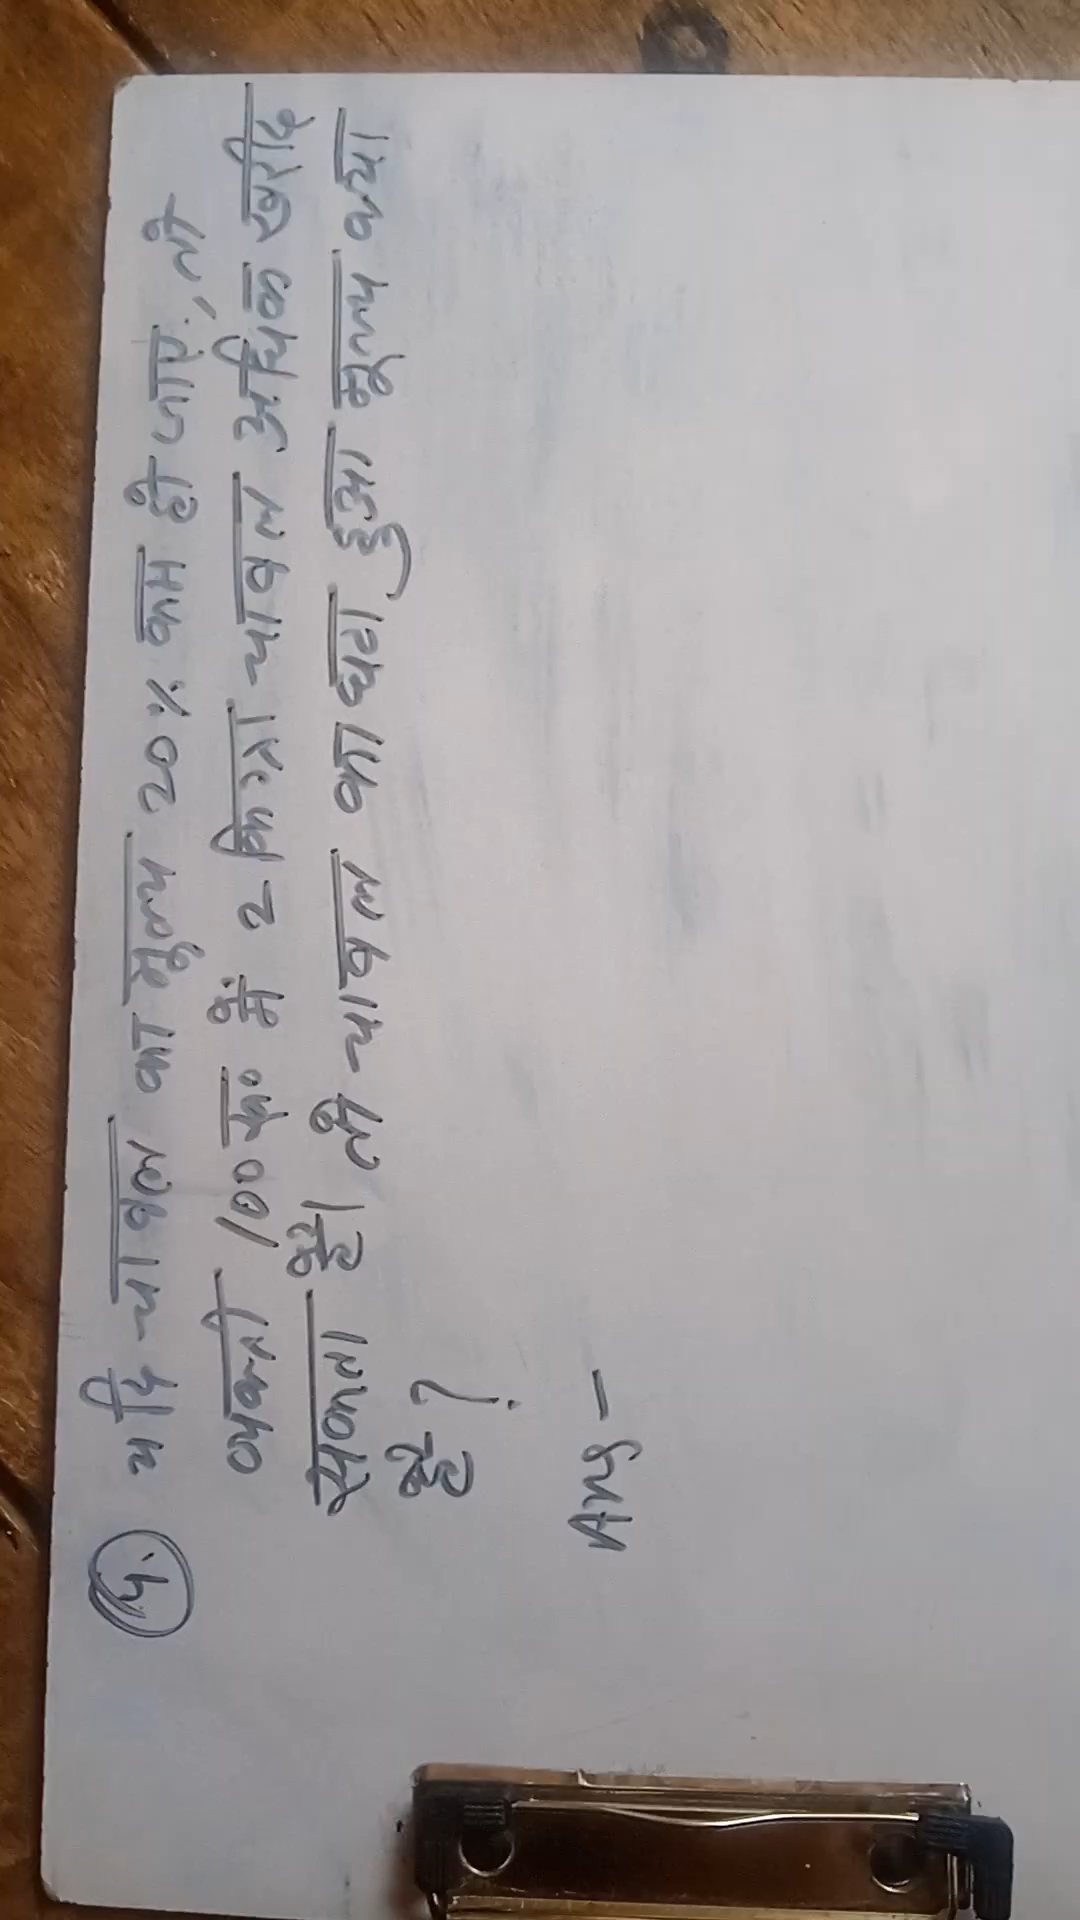 5. यदि चावल का मुल्य 20% कम हो जाए, तो
व्यक्ती 100 रू० में 2 किग्रा चावल अधिक खरीद
सकता है। तो चावल का घटा हुआ मुल्य क्या
है ?
Ans -